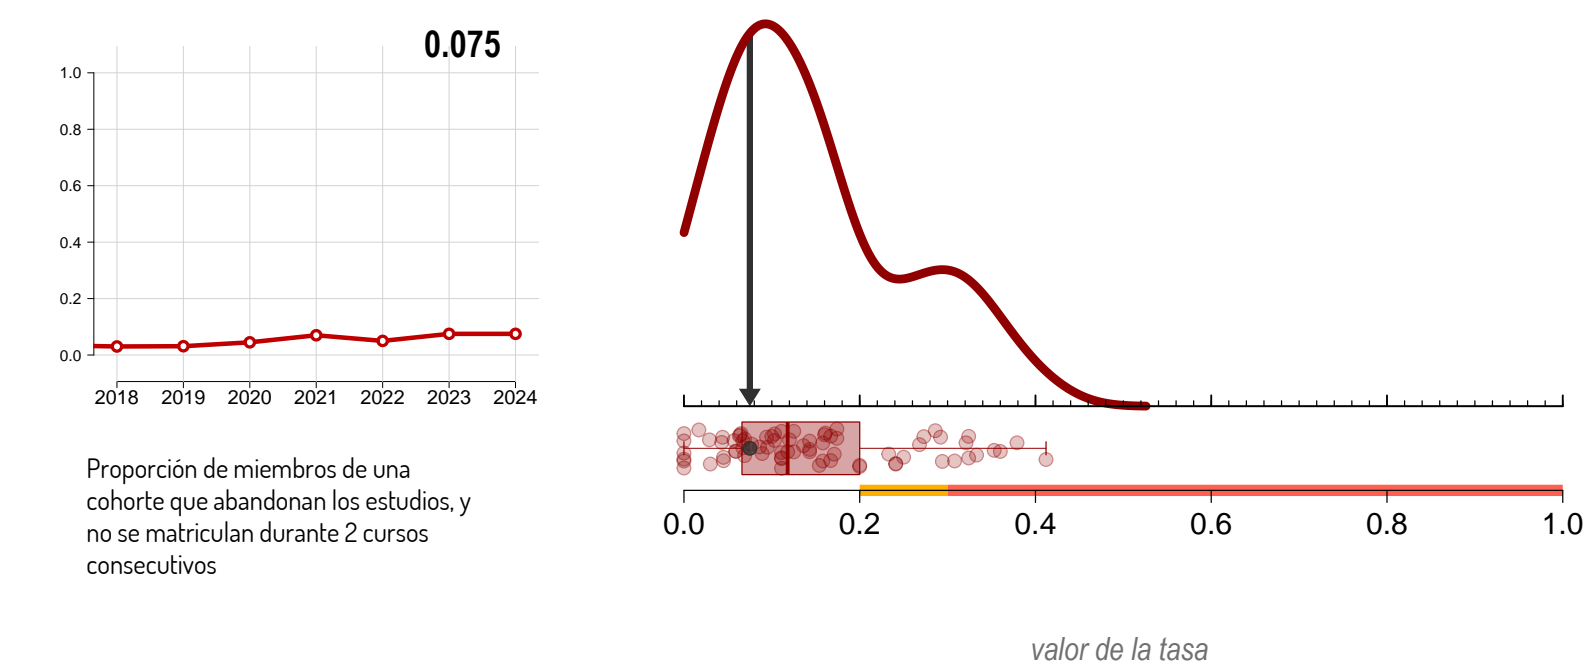 0.075
1.0
0.8
0.6
0.4
0.2
0.0
2018 2019 2020 2021 2022 2023 2024
Proporción de miembros de una
cohorte que abandonan los estudios, y
no se matriculan durante 2 cursos
consecutivos
0.0 0.2 0.4 0.6 0.8 1.0
valor de la tasa